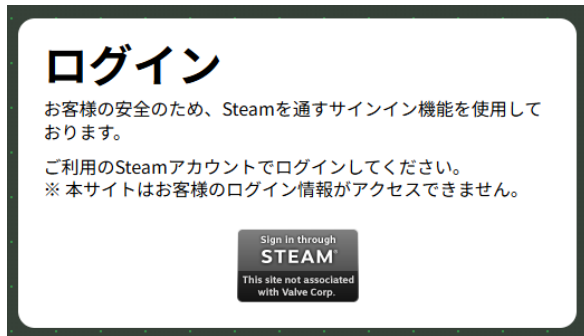 ログイン
お客様の安全のため、Steamを通すサインイン機能を使用して
おります。
ご利用のSteamアカウントでログインしてください。
※ 本サイトはお客様のログイン情報がアクセスできません。
Sign in through
STEAM®
This site not associated
with Valve Corp.